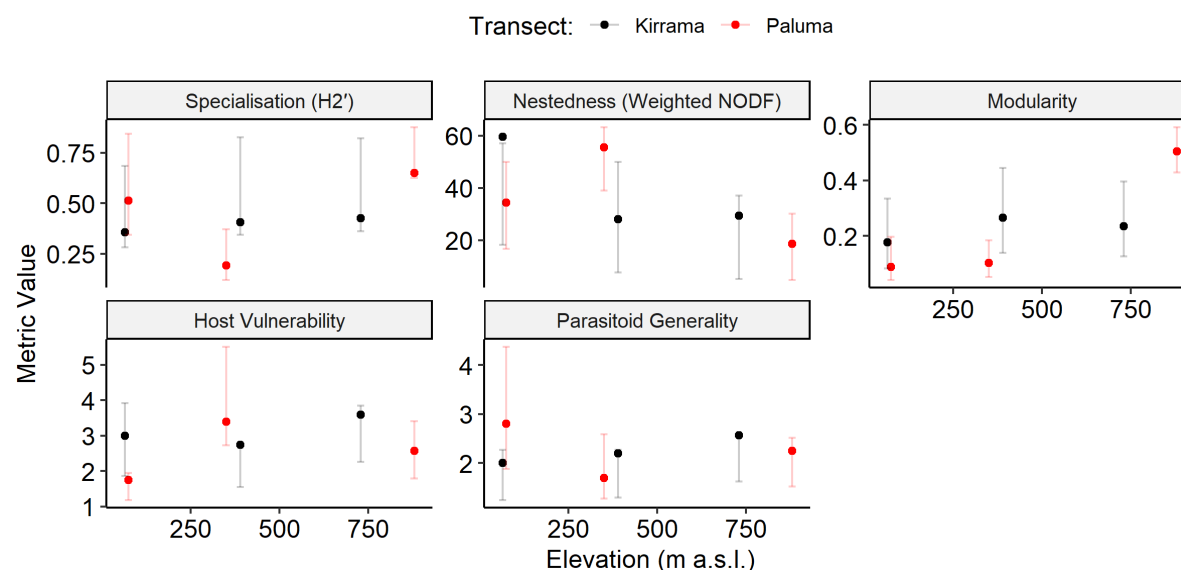 Transect: Kirrama Paluma
Specialisation (H2′) Nestedness (Weighted NODF) Modularity
0.75
0.50
0.25
60
40
20
0.6
0.4
0.2
250 500 750
Metric Value
Host Vulnerability Parasitoid Generality
5
4
3
2
1
4
3
2
250 500 750 250 500 750
Elevation (m a.s.l.)